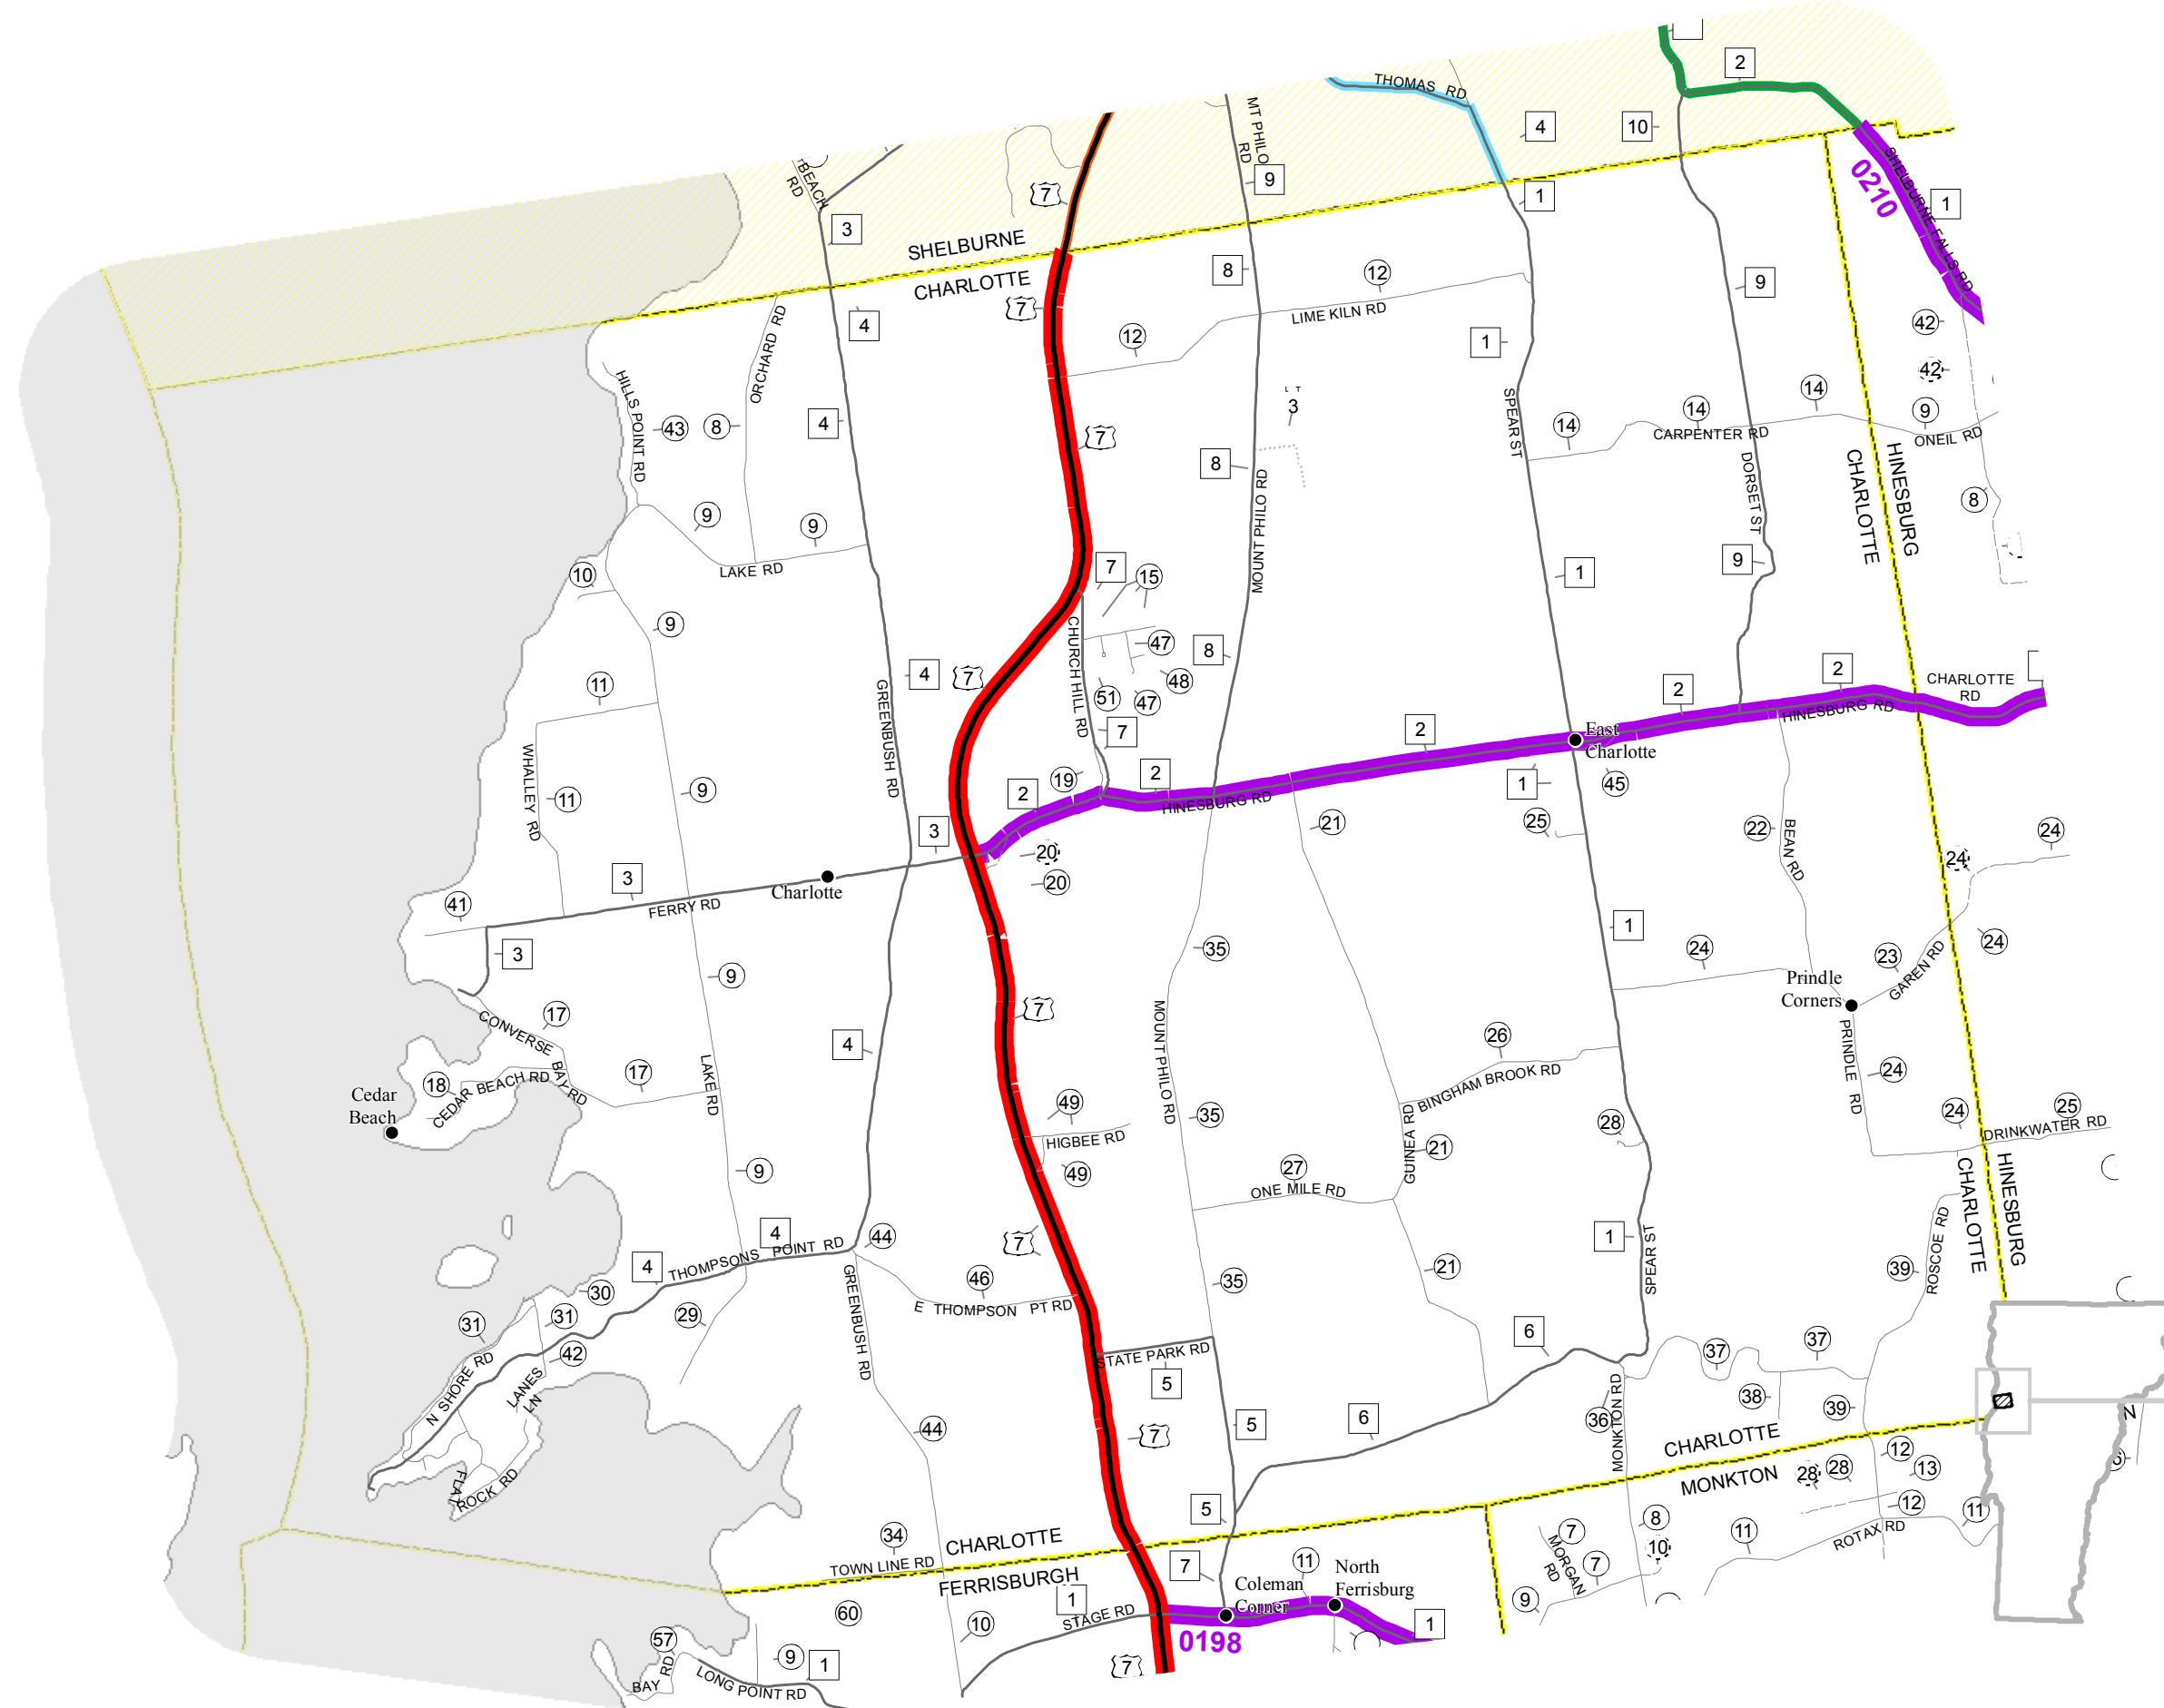 2
THOMAS RD
MT PHILO
RD
4
10
BEACH
RD
7
9
1
SHELBURNE FALLS RD
0210
1
3
SHELBURNE
CHARLOTTE
7
8
12
LIME KILN RD
9
4
12
1
42
42
ORCHARD RD
HILLS POINT RD
43
8
4
7
3
8
SPEAR ST
14
14
CARPENTER RD
14
9
ONEIL RD
HINESBURG
CHARLOTTE
DORSET ST
8
MOUNT PHILO RD
9
9
LAKE RD
10
7
15
1
9
9
CHURCH HILL RD
47
8
4
7
GREENBUSH RD
48
51
47
11
2
2
CHARLOTTE
RD
HINESBURG RD
7
2
East
Charlotte
WHALLEY RD
11
9
19
2
2
HINESBURG RD
1
45
3
21
25
22
BEAN RD
24
24
20
20
3
Charlotte
FERRY RD
41
3
35
1
24
23
GAREN RD
24
9
Prindle
Corners
CONVERSE
BAY RD
17
7
4
MOUNT PHILO RD
26
BINGHAM BROOK RD
PRINDLE RD
24
18
CEDAR BEACH RD
17
LAKE RD
Cedar
Beach
49
HIGBEE RD
35
28
GUINEA RD
21
24
25
DRINKWATER RD
9
49
27
ONE MILE RD
HINESBURG
CHARLOTTE
4
THOMPSONS POINT RD
4
44
7
1
SPEAR ST
ROSCOE RD
39
46
E THOMPSON PT RD
35
21
30
29
31
31
42
N SHORE RD
LANES
LN
GREENBUSH RD
6
STATE PARK RD
5
37
37
38
39
36
MONKTON RD
44
7
5
6
CHARLOTTE
MONKTON
28
28
12
13
N
FLAT
ROCK RD
5
12
11
34
TOWN LINE RD
CHARLOTTE
FERRISBURGH
7
11
North
Ferrisburg
Coleman
Corner
7
MORGAN
RD
7
8
10
11
ROTAX RD
9
60
1
STAGE RD
10
0198
1
7
57
BAY RD
9
1
LONG POINT RD